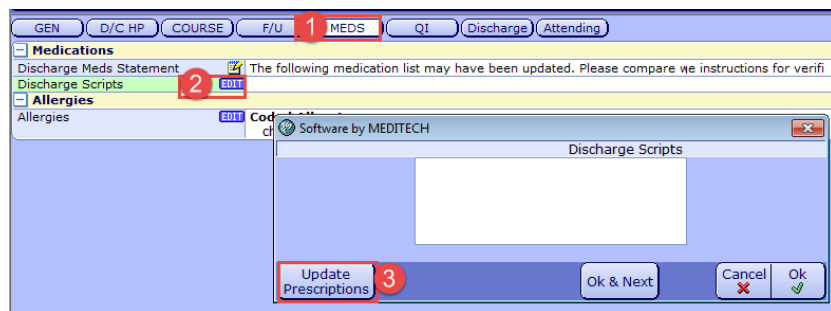 GEN D/C HP COURSE F/U 1 MEDS QI Discharge Attending
Medications
Discharge Meds Statement The following medication list may have been updated. Please compare we instructions for verifi
Discharge Scripts 2 EDIT
Allergies
Allergies EDIT
Software by MEDITECH
Discharge Scripts
Update
Prescriptions 3 Ok & Next Cancel Ok